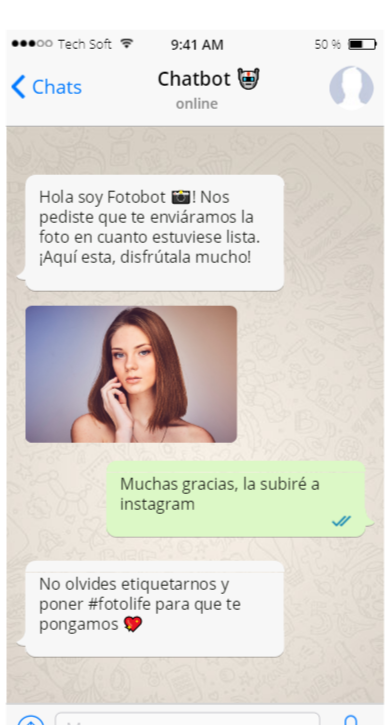 ●●●○○ Tech Soft 9:41 AM 50 %
Chats
Chatbot 🤖
online
Hola soy Fotobot 📸! Nos
pediste que te enviáramos la
foto en cuanto estuviese lista.
¡Aquí esta, disfrútala mucho!
Muchas gracias, la subiré a
instagram
No olvides etiquetarnos y
poner #fotolife para que te
pongamos 💖